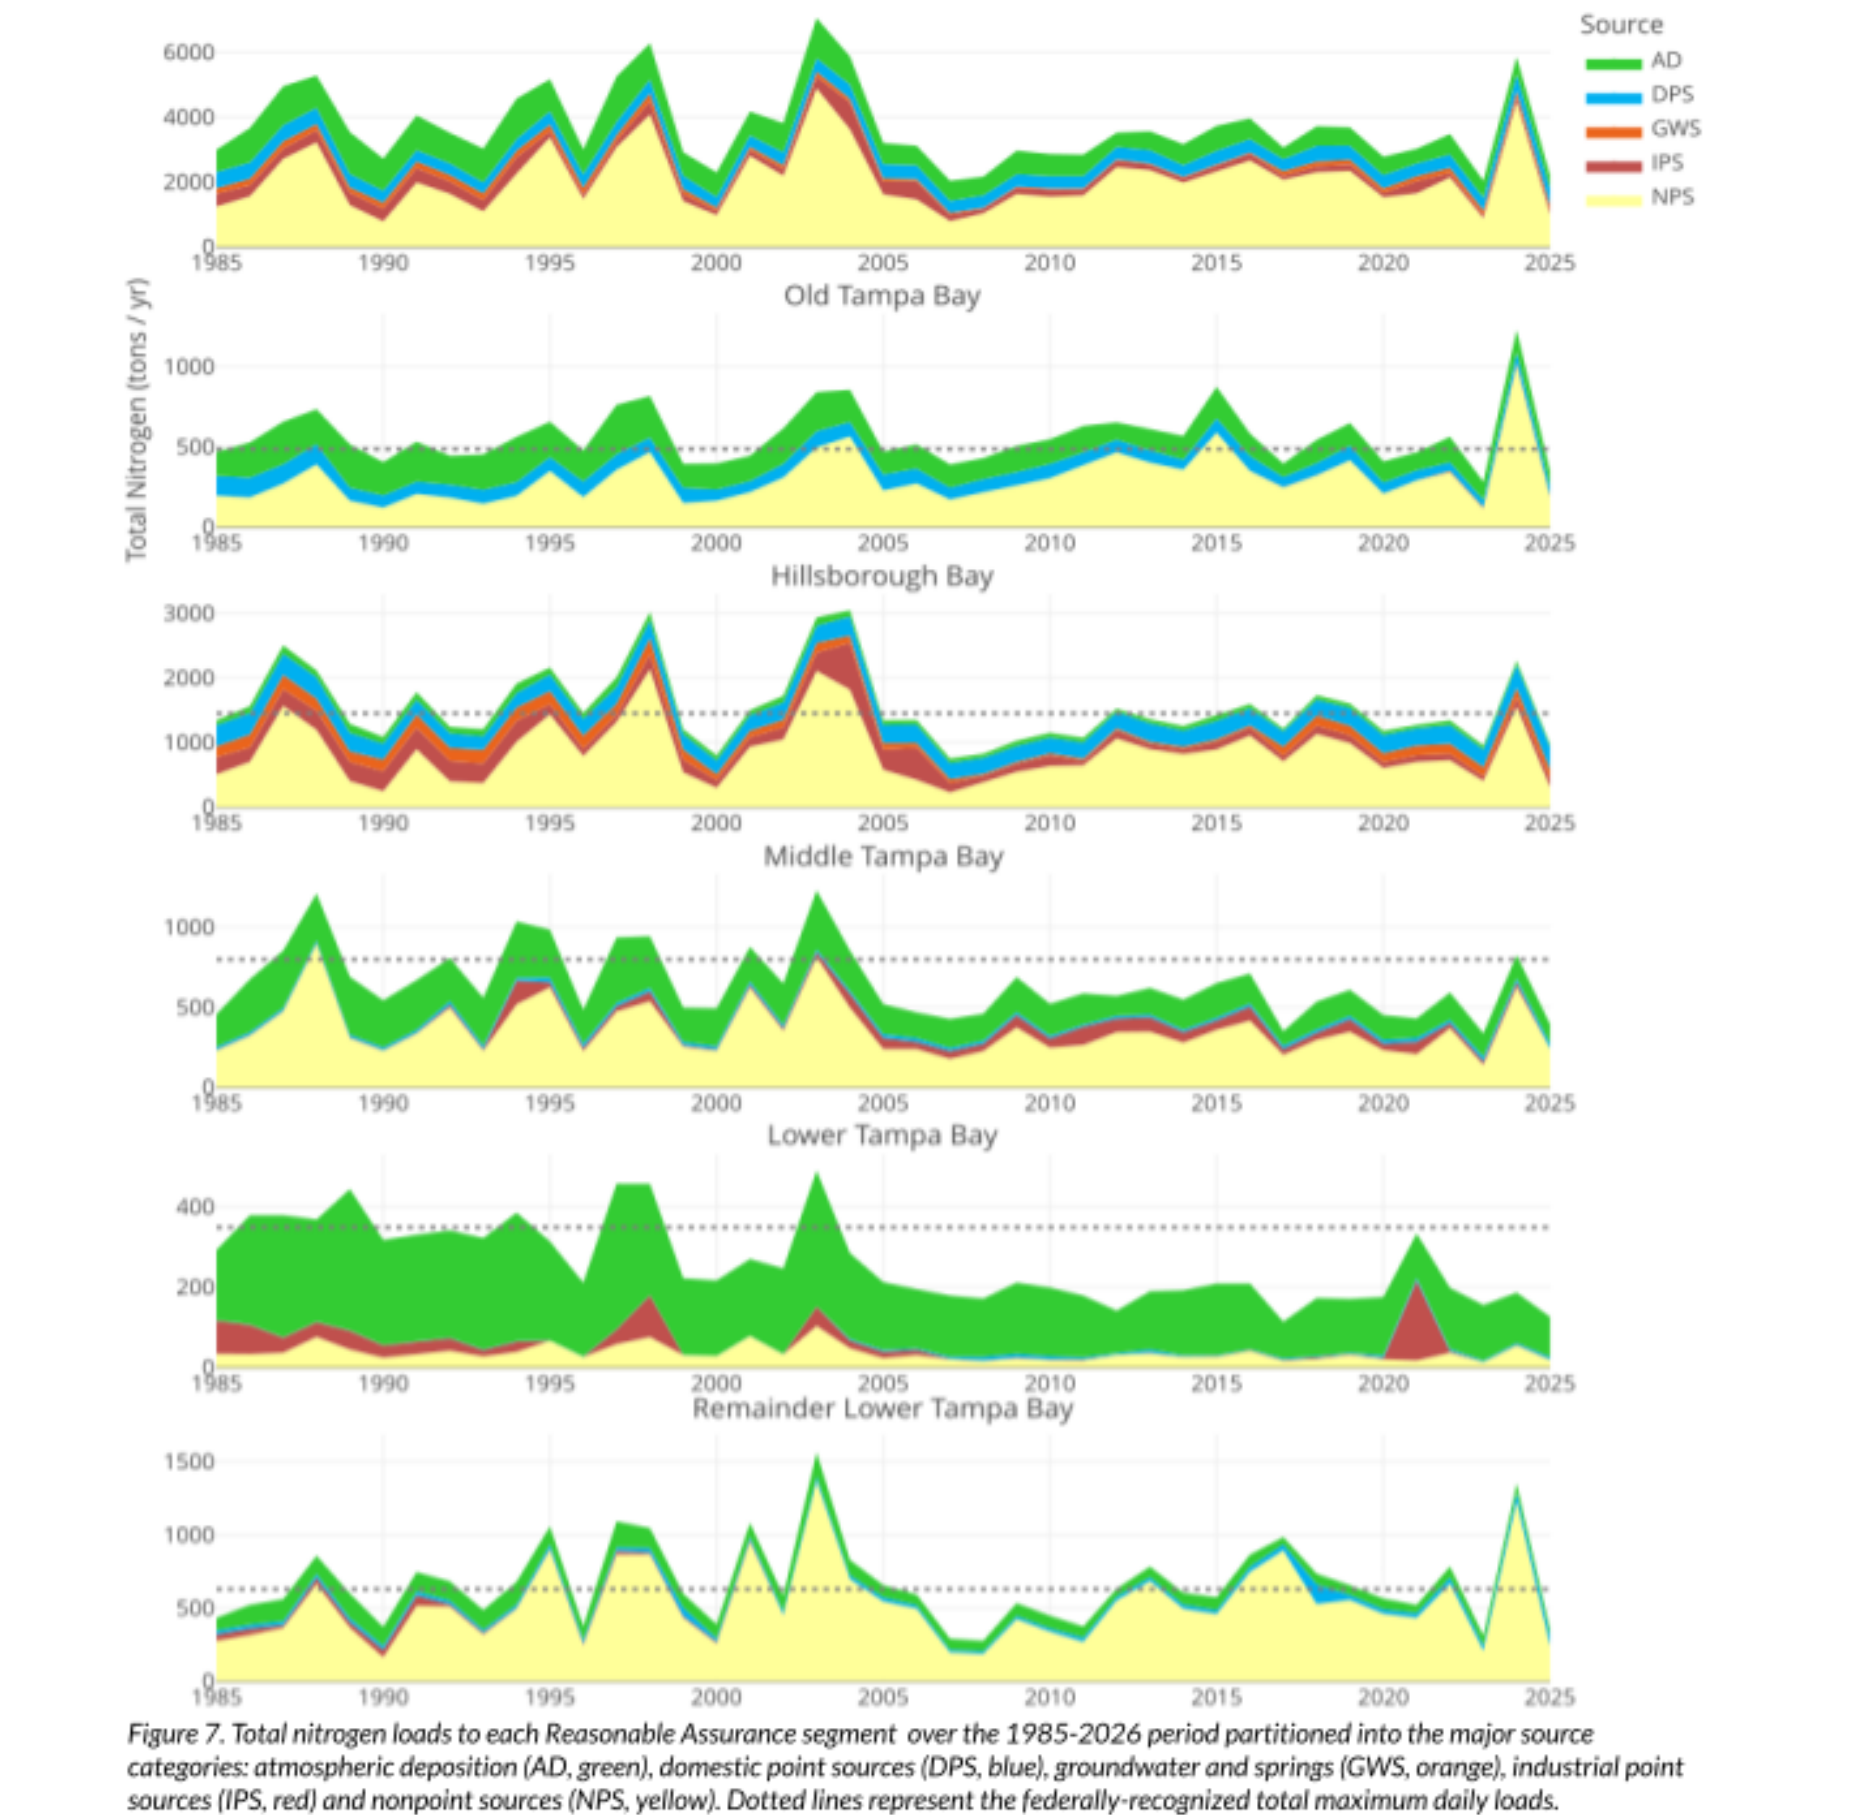 Source
AD
DPS
GWS
IPS
NPS
Total Nitrogen (tons / yr)
6000
4000
2000
0
1985 1990 1995 2000 2005 2010 2015 2020 2025
Old Tampa Bay
1000
500
0
1985 1990 1995 2000 2005 2010 2015 2020 2025
Hillsborough Bay
3000
2000
1000
0
1985 1990 1995 2000 2005 2010 2015 2020 2025
Middle Tampa Bay
1000
500
0
1985 1990 1995 2000 2005 2010 2015 2020 2025
Lower Tampa Bay
400
200
0
1985 1990 1995 2000 2005 2010 2015 2020 2025
Remainder Lower Tampa Bay
1500
1000
500
0
1985 1990 1995 2000 2005 2010 2015 2020 2025
Figure 7. Total nitrogen loads to each Reasonable Assurance segment over the 1985-2026 period partitioned into the major source
categories: atmospheric deposition (AD, green), domestic point sources (DPS, blue), groundwater and springs (GWS, orange), industrial point
sources (IPS, red) and nonpoint sources (NPS, yellow). Dotted lines represent the federally-recognized total maximum daily loads.